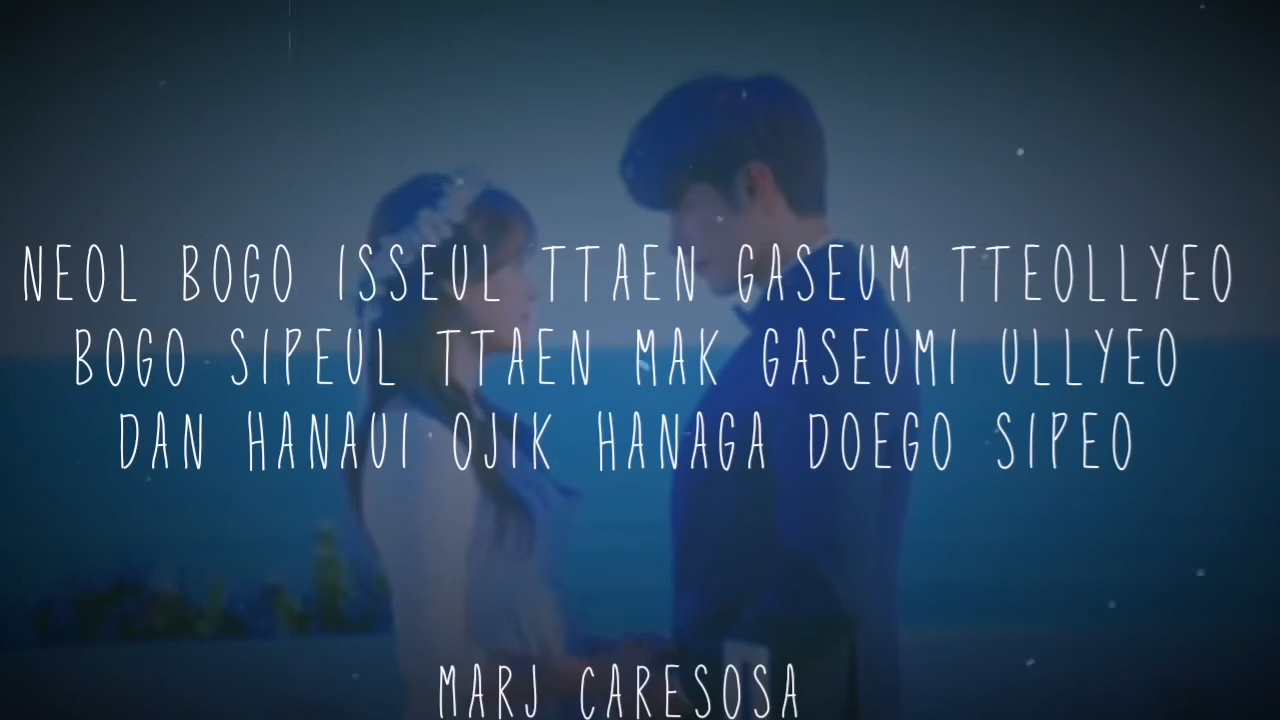 NEOL BOGO ISSEUL TTAEN GASEUM TTEOLLYEO
BOGO SIPEUL TTAEN MAK GASEUMI ULLYEO
DAN HANAUI OJIK HANAGA DOEGO SIPEO
MARJ CARESOSA